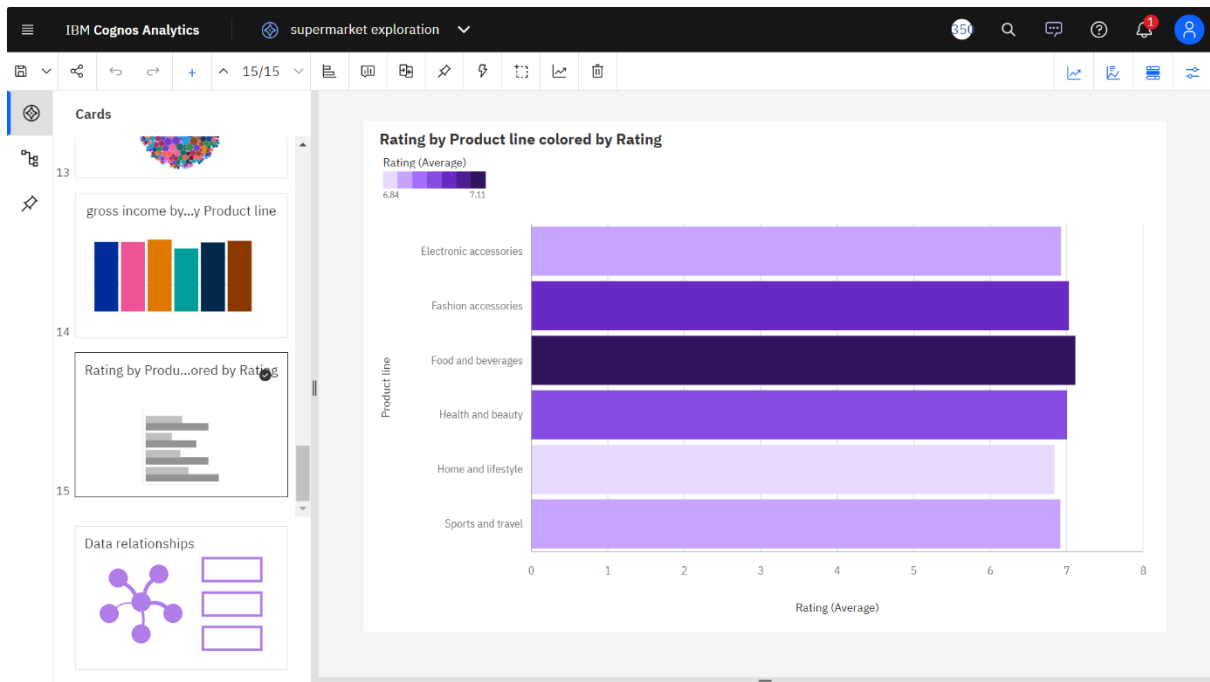 IBM Cognos Analytics
supermarket exploration
350
1
15/15
Cards
13
gross income by...y Product line
14
Rating by Produ...ored by Rating
15
Data relationships
Rating by Product line colored by Rating
Rating (Average)
6.84 7.11
Product line
Electronic accessories
Fashion accessories
Food and beverages
Health and beauty
Home and lifestyle
Sports and travel
0 1 2 3 4 5 6 7 8
Rating (Average)